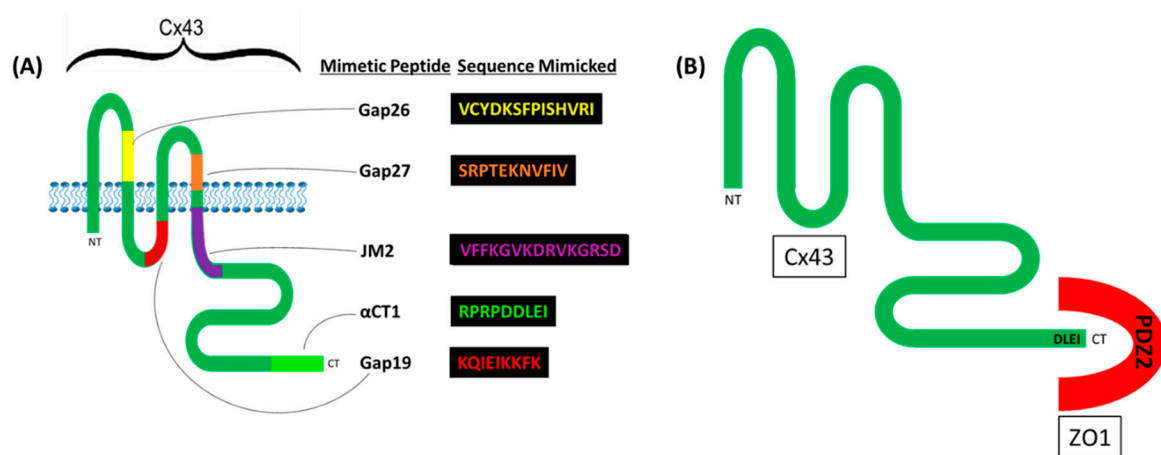 Cx43
(A)
Mimetic Peptide Sequence Mimicked
Gap26 VCYDKSFPISHVRI
Gap27 SRPTEKNVFIV
NT
JM2 VFFKGVKDRVKGRSD
αCT1 RPRPDDLEI
CT
Gap19 KQIEIKKFK
(B)
NT
Cx43
DLEI CT
PDZ2
ZO1